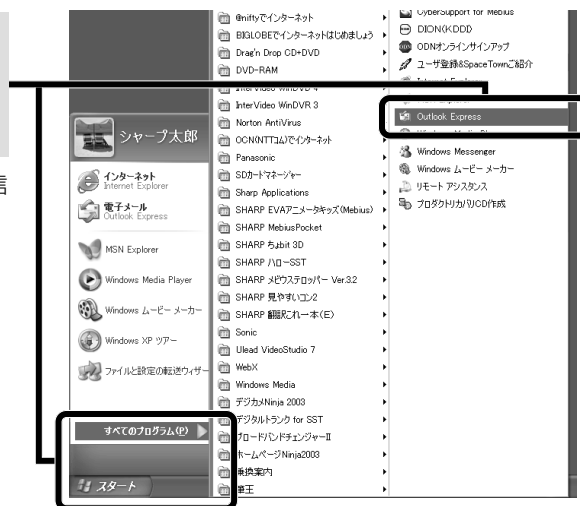 信
シャープ太郎
インターネット
Internet Explorer
電子メール
Outlook Express
MSN Explorer
Windows Media Player
Windows ムービー メーカー
Windows XP ツアー
ファイルと設定の転送ウィザー
すべてのプログラム(P)
スタート
@niftyでインターネット
BIGLOBEでインターネットはじめましょう
Drag'n Drop CD+DVD
DVD-RAM
InterVideo WinDVD 4
InterVideo WinDVR 3
Norton AntiVirus
OCN(NTTコム)でインターネット
Panasonic
SDカードマネージャー
Sharp Applications
SHARP EVAアニメータキッズ(Mebius)
SHARP MebiusPocket
SHARP ちょbit 3D
SHARP ハローSST
SHARP メビウステロッパー Ver.3.2
SHARP 見やすいコン2
SHARP 翻訳これ一本(E)
Sonic
Ulead VideoStudio 7
WebX
Windows Media
デジカメNinja 2003
デジタルトランク for SST
ブロードバンドチェンジャーII
ホームページNinja2003
乗換案内
筆王
CyberSupport for Mebius
DION(KDDI)
ODNオンラインサインアップ
ユーザ登録&SpaceTownご紹介
Internet Explorer
Outlook Express
Windows Messenger
Windows ムービー メーカー
リモート アシスタンス
プロダクトリカバリCD作成